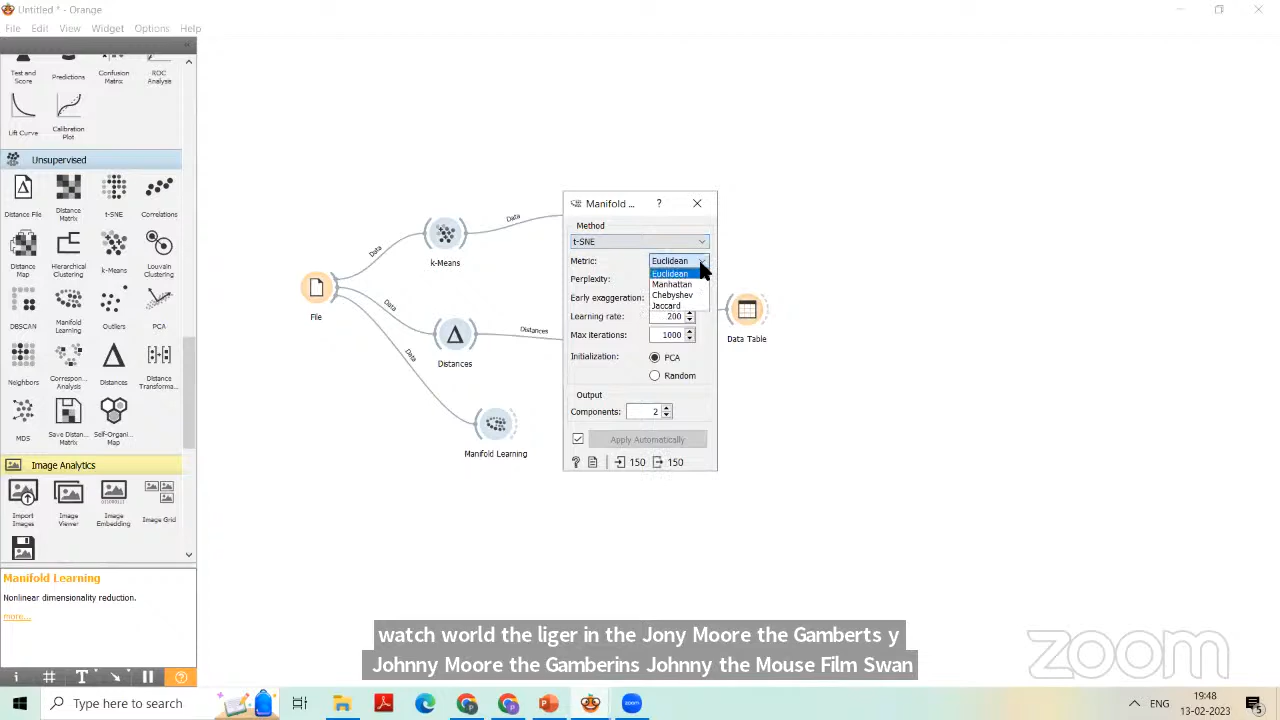 Untitled * - Orange
File Edit View Widget Options Help
Test and Score
Predictions
Confusion Matrix
ROC Analysis
Lift Curve
Calibration Plot
Unsupervised
Distance File
Distance Matrix
t-SNE
Correlations
Distance Map
Hierarchical Clustering
k-Means
Louvain Clustering
DBSCAN
Manifold Learning
Outliers
PCA
Neighbors
Correspon... Analysis
Distances
Distance Transforma...
MDS
Save Distan... Matrix
Self-Organi... Map
Image Analytics
Import Images
Image Viewer
Image Embedding
Image Grid
Manifold Learning
Nonlinear dimensionality reduction.
more...
File
Data
Data
Data
k-Means
Data
Distances
Distances
Manifold Learning
Data Table
Manifold ... ?
Method
t-SNE
Metric: Euclidean
Euclidean
Manhattan
Chebyshev
Jaccard
Perplexity:
Early exaggeration:
Learning rate: 200
Max iterations: 1000
Initialization: PCA
Random
Output
Components: 2
Apply Automatically
? 150 150
watch world the liger in the Jony Moore the Gamberts y
Johnny Moore the Gamberins Johnny the Mouse Film Swan
zoom
Type here to search
zoom
ENG
19:48
13-02-2023
5